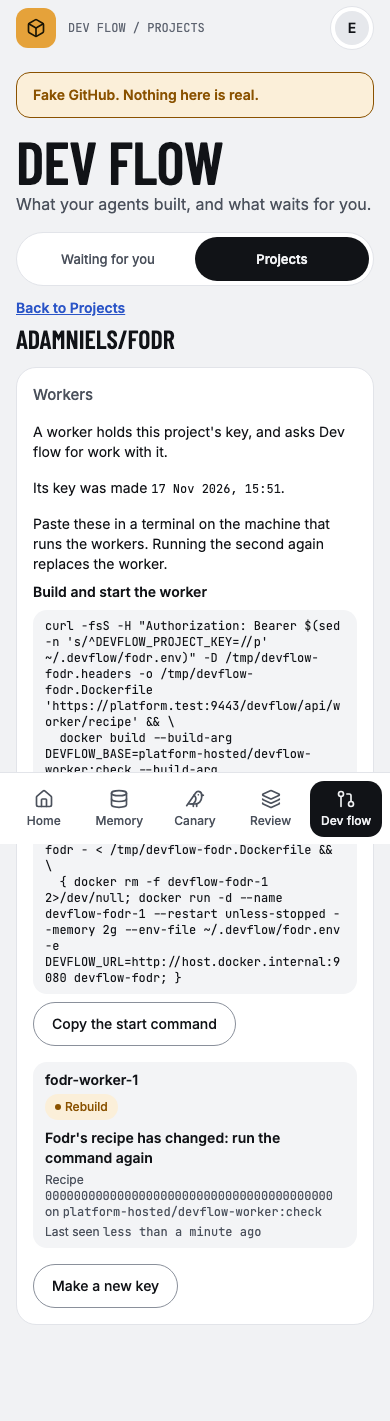 DEV FLOW / PROJECTS
E
Fake GitHub. Nothing here is real.
DEV FLOW
What your agents built, and what waits for you.
Waiting for you
Projects
Back to Projects
ADAMNIELS/FODR
Workers
A worker holds this project's key, and asks Dev
flow for work with it.
Its key was made 17 Nov 2026, 15:51.
Paste these in a terminal on the machine that
runs the workers. Running the second again
replaces the worker.
Build and start the worker
curl -fsS -H "Authorization: Bearer $(sed
-n 's/^DEVFLOW_PROJECT_KEY=//p'
~/.devflow/fodr.env)" -D /tmp/devflow-
fodr.headers -o /tmp/devflow-
fodr.Dockerfile
'https://platform.test:9443/devflow/api/w
orker/recipe' && \
docker build --build-arg
DEVFLOW_BASE=platform-hosted/devflow-
worker:check --build-arg
Home
Memory
Canary
Review
Dev flow
fodr - < /tmp/devflow-fodr.Dockerfile &&
\
{ docker rm -f devflow-fodr-1
2>/dev/null; docker run -d --name
devflow-fodr-1 --restart unless-stopped -
-memory 2g --env-file ~/.devflow/fodr.env
-e
DEVFLOW_URL=http://host.docker.internal:9
080 devflow-fodr; }
Copy the start command
fodr-worker-1
Rebuild
Fodr's recipe has changed: run the
command again
Recipe
0000000000000000000000000000000000000000
on platform-hosted/devflow-worker:check
Last seen less than a minute ago
Make a new key